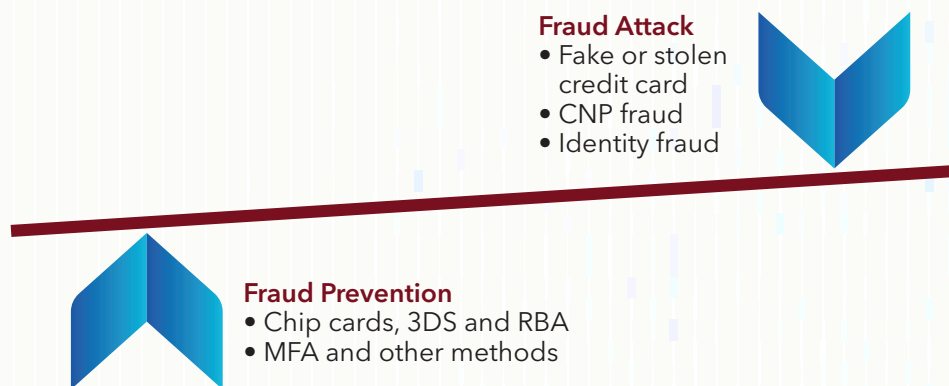 Fraud Attack
• Fake or stolen
credit card
• CNP fraud
• Identity fraud
Fraud Prevention
• Chip cards, 3DS and RBA
• MFA and other methods